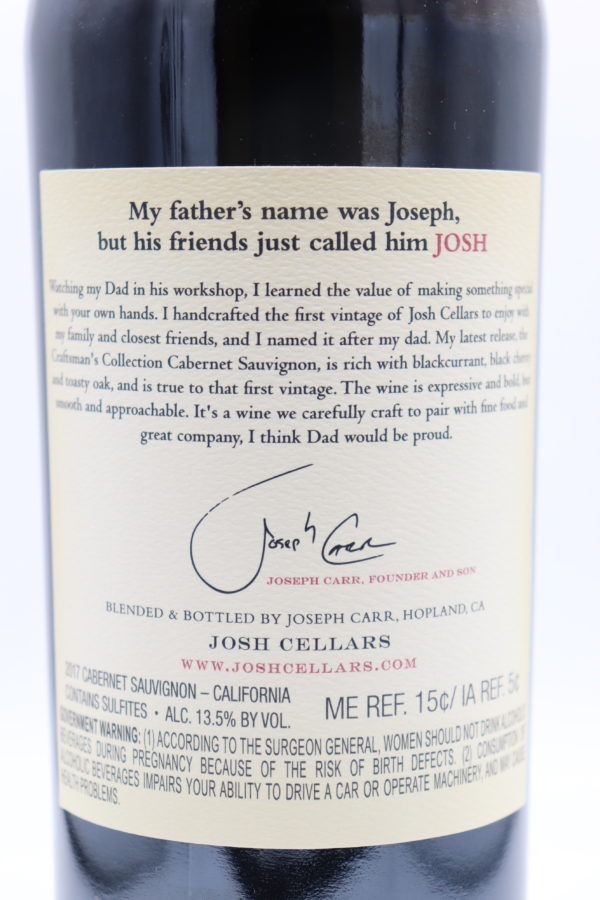 My father's name was Joseph,
but his friends just called him JOSH
Watching my Dad in his workshop, I learned the value of making something special
with your own hands. I handcrafted the first vintage of Josh Cellars to enjoy with
my family and closest friends, and I named it after my dad. My latest release, the
Craftsman's Collection Cabernet Sauvignon, is rich with blackcurrant, black cherry
and toasty oak, and is true to that first vintage. The wine is expressive and bold, but
smooth and approachable. It's a wine we carefully craft to pair with fine food and
great company, I think Dad would be proud.
Joseph Carr
JOSEPH CARR, FOUNDER AND SON
BLENDED & BOTTLED BY JOSEPH CARR, HOPLAND, CA
JOSH CELLARS
WWW.JOSHCELLARS.COM
2017 CABERNET SAUVIGNON – CALIFORNIA
CONTAINS SULFITES • ALC. 13.5% BY VOL.
ME REF. 15¢/ IA REF. 5¢
GOVERNMENT WARNING: (1) ACCORDING TO THE SURGEON GENERAL, WOMEN SHOULD NOT DRINK ALCOHOLIC
BEVERAGES DURING PREGNANCY BECAUSE OF THE RISK OF BIRTH DEFECTS. (2) CONSUMPTION OF
ALCOHOLIC BEVERAGES IMPAIRS YOUR ABILITY TO DRIVE A CAR OR OPERATE MACHINERY, AND MAY CAUSE
HEALTH PROBLEMS.